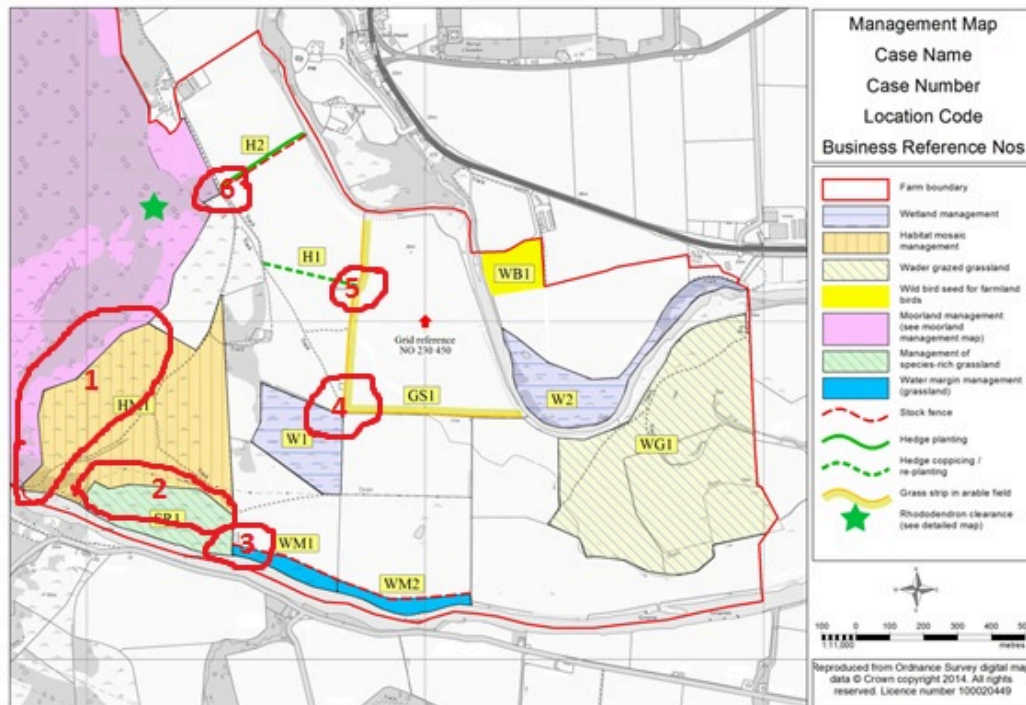 Management Map
Case Name
Case Number
Location Code
Business Reference Nos
Farm boundary
Wetland management
Habitat mosaic
management
Wader grazed grassland
Wild bird seed for farmland
birds
Moorland management
(see moorland
management map)
Management of
species-rich grassland
Water margin management
(grassland)
Stock fence
Hedge planting
Hedge coppicing /
re-planting
Grass strip in arable field
Rhododendron clearance
(see detailed map)
100 0 100 200 300 400 500
1:11,000 metres
Reproduced from Ordnance Survey digital map
data © Crown copyright 2014. All rights
reserved. Licence number 100020449
H2
6
H1
5
WB1
Grid reference
NO 230 450
1
HM1
4
GS1
W1
W2
WG1
2
SR1
3
WM1
WM2
Track
Track
Drain